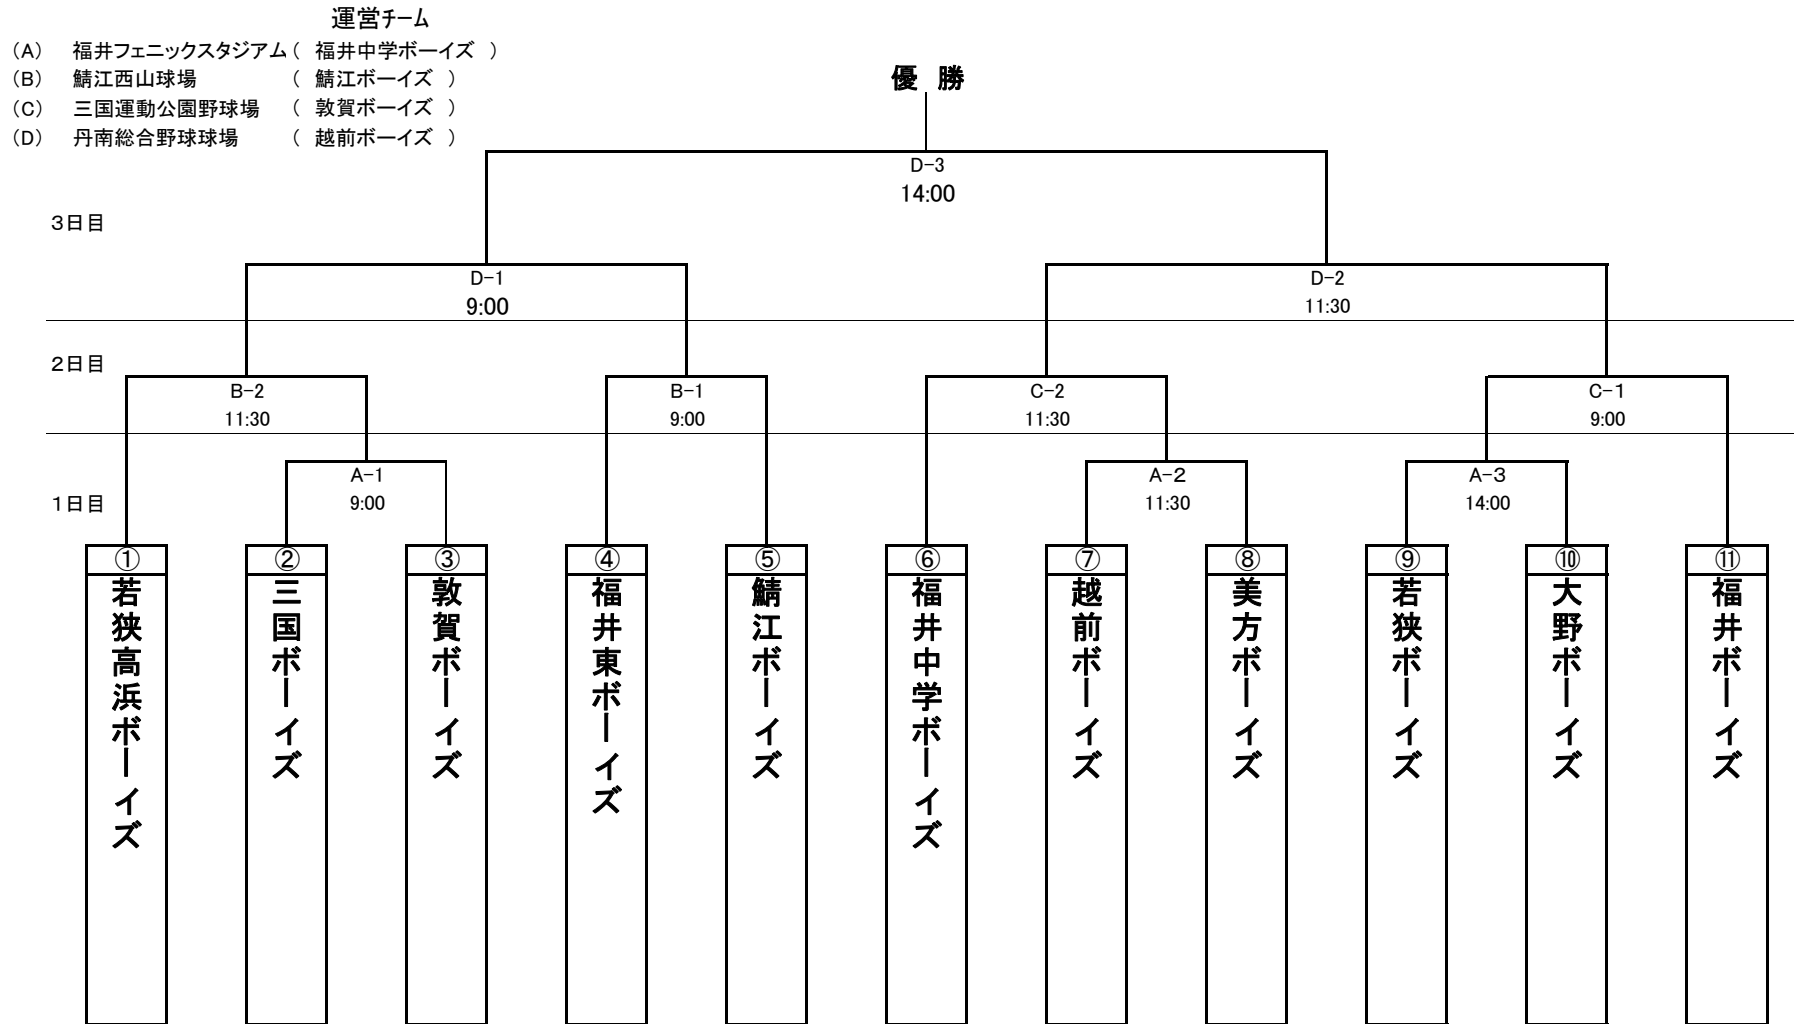 運営チーム
(A) 福井フェニックスタジアム( 福井中学ボーイズ )
(B) 鯖江西山球場 ( 鯖江ボーイズ )
(C) 三国運動公園野球場 ( 敦賀ボーイズ )
(D) 丹南総合野球球場 ( 越前ボーイズ )
優 勝
D-3
14:00
3日目
D-1
9:00
D-2
11:30
2日目
B-2
11:30
B-1
9:00
C-2
11:30
C-1
9:00
1日目
A-1
9:00
A-2
11:30
A-3
14:00
①
若狭高浜ボーイズ
②
三国ボーイズ
③
敦賀ボーイズ
④
福井東ボーイズ
⑤
鯖江ボーイズ
⑥
福井中学ボーイズ
⑦
越前ボーイズ
⑧
美方ボーイズ
⑨
若狭ボーイズ
⑩
大野ボーイズ
⑪
福井ボーイズ